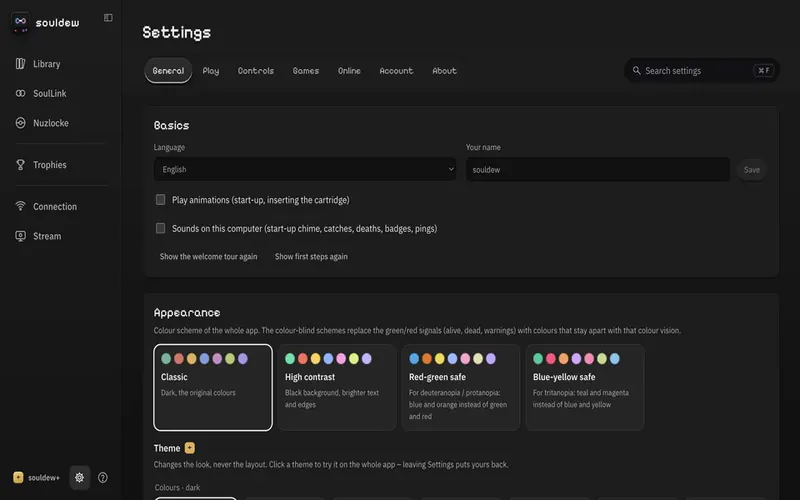 souldew
Library
SoulLink
Nuzlocke
Trophies
Connection
Stream
souldew+
Settings
General
Play
Controls
Games
Online
Account
About
Search settings
⌘ F
Basics
Language
Your name
English
souldew
Save
Play animations (start-up, inserting the cartridge)
Sounds on this computer (start-up chime, catches, deaths, badges, pings)
Show the welcome tour again
Show first steps again
Appearance
Colour scheme of the whole app. The colour-blind schemes replace the green/red signals (alive, dead, warnings) with colours that stay apart with that colour vision.
Classic
Dark, the original colours
High contrast
Black background, brighter text
and edges
Red-green safe
For deuteranopia / protanopia:
blue and orange instead of green
and red
Blue-yellow safe
For tritanopia: teal and magenta
instead of blue and yellow
Theme
Changes the look, never the layout. Click a theme to try it on the whole app – leaving Settings puts yours back.
Colours · dark